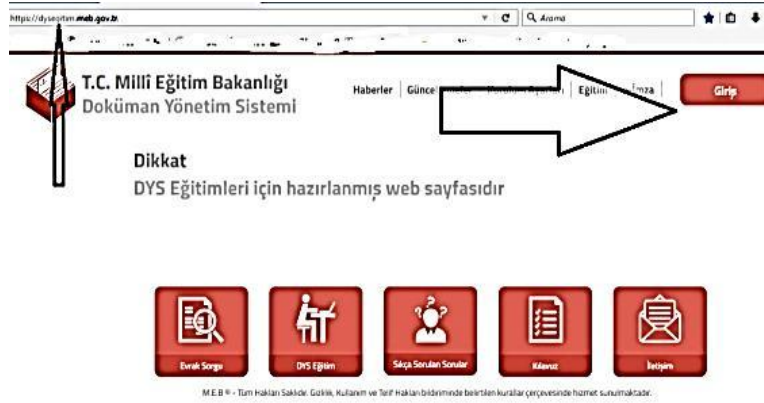 https://dysegitim.meb.gov.tr
Arama
T.C. Millî Eğitim Bakanlığı
Doküman Yönetim Sistemi
Haberler
Eğitim
Giriş
Dikkat
DYS Eğitimleri için hazırlanmış web sayfasıdır
Evrak Sorgu
DYS Eğitim
Sıkça Sorulan Sorular
Kılavuz
İletişim
M.E.B © - Tüm Hakları Saklıdır. Gizlilik, Kullanım ve Telif Hakları bildiriminde belirtilen kurallar çerçevesinde hizmet sunulmaktadır.